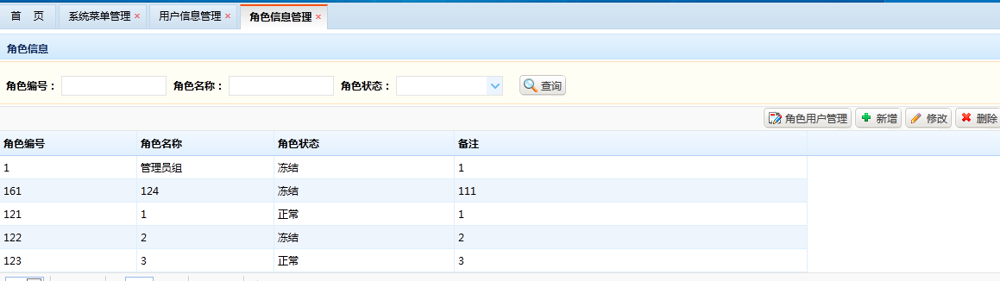 首 页 系统菜单管理 × 用户信息管理 × 角色信息管理 ×
角色信息
角色编号： 角色名称： 角色状态： 查询
角色用户管理 新增 修改 删除
角色编号 角色名称 角色状态 备注
1 管理员组 冻结 1
161 124 冻结 111
121 1 正常 1
122 2 冻结 2
123 3 正常 3